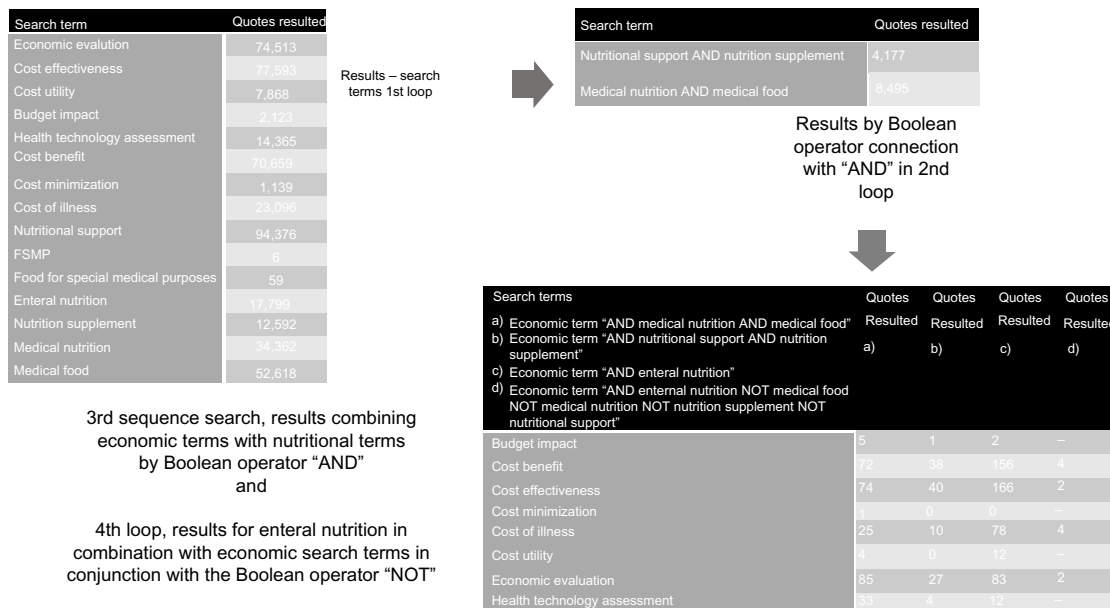 Search term Quotes resulted
Economic evalution 74,513
Cost effectiveness 77,593
Cost utility 7,868
Budget impact 2,123
Health technology assessment 14,365
Cost benefit 70,659
Cost minimization 1,139
Cost of illness 23,096
Nutritional support 94,376
FSMP 6
Food for special medical purposes 59
Enteral nutrition 17,799
Nutrition supplement 12,592
Medical nutrition 34,362
Medical food 52,618
Results – search
terms 1st loop
Search term Quotes resulted
Nutritional support AND nutrition supplement 4,177
Medical nutrition AND medical food 8,495
Results by Boolean
operator connection
with “AND” in 2nd
loop
3rd sequence search, results combining
economic terms with nutritional terms
by Boolean operator “AND”
and
4th loop, results for enteral nutrition in
combination with economic search terms in
conjunction with the Boolean operator “NOT”
Search terms Quotes Quotes Quotes Quotes
Resulted Resulted Resulted Resulted
a) b) c) d)
a) Economic term “AND medical nutrition AND medical food”
b) Economic term “AND nutritional support AND nutrition
supplement”
c) Economic term “AND enteral nutrition”
d) Economic term “AND enternal nutrition NOT medical food
NOT medical nutrition NOT nutrition supplement NOT
nutritional support”
Budget impact 5 1 2 –
Cost benefit 72 38 156 4
Cost effectiveness 74 40 166 2
Cost minimization 1 0 0 –
Cost of illness 25 10 78 4
Cost utility 4 0 12 –
Economic evaluation 85 27 83 2
Health technology assessment 33 4 12 –